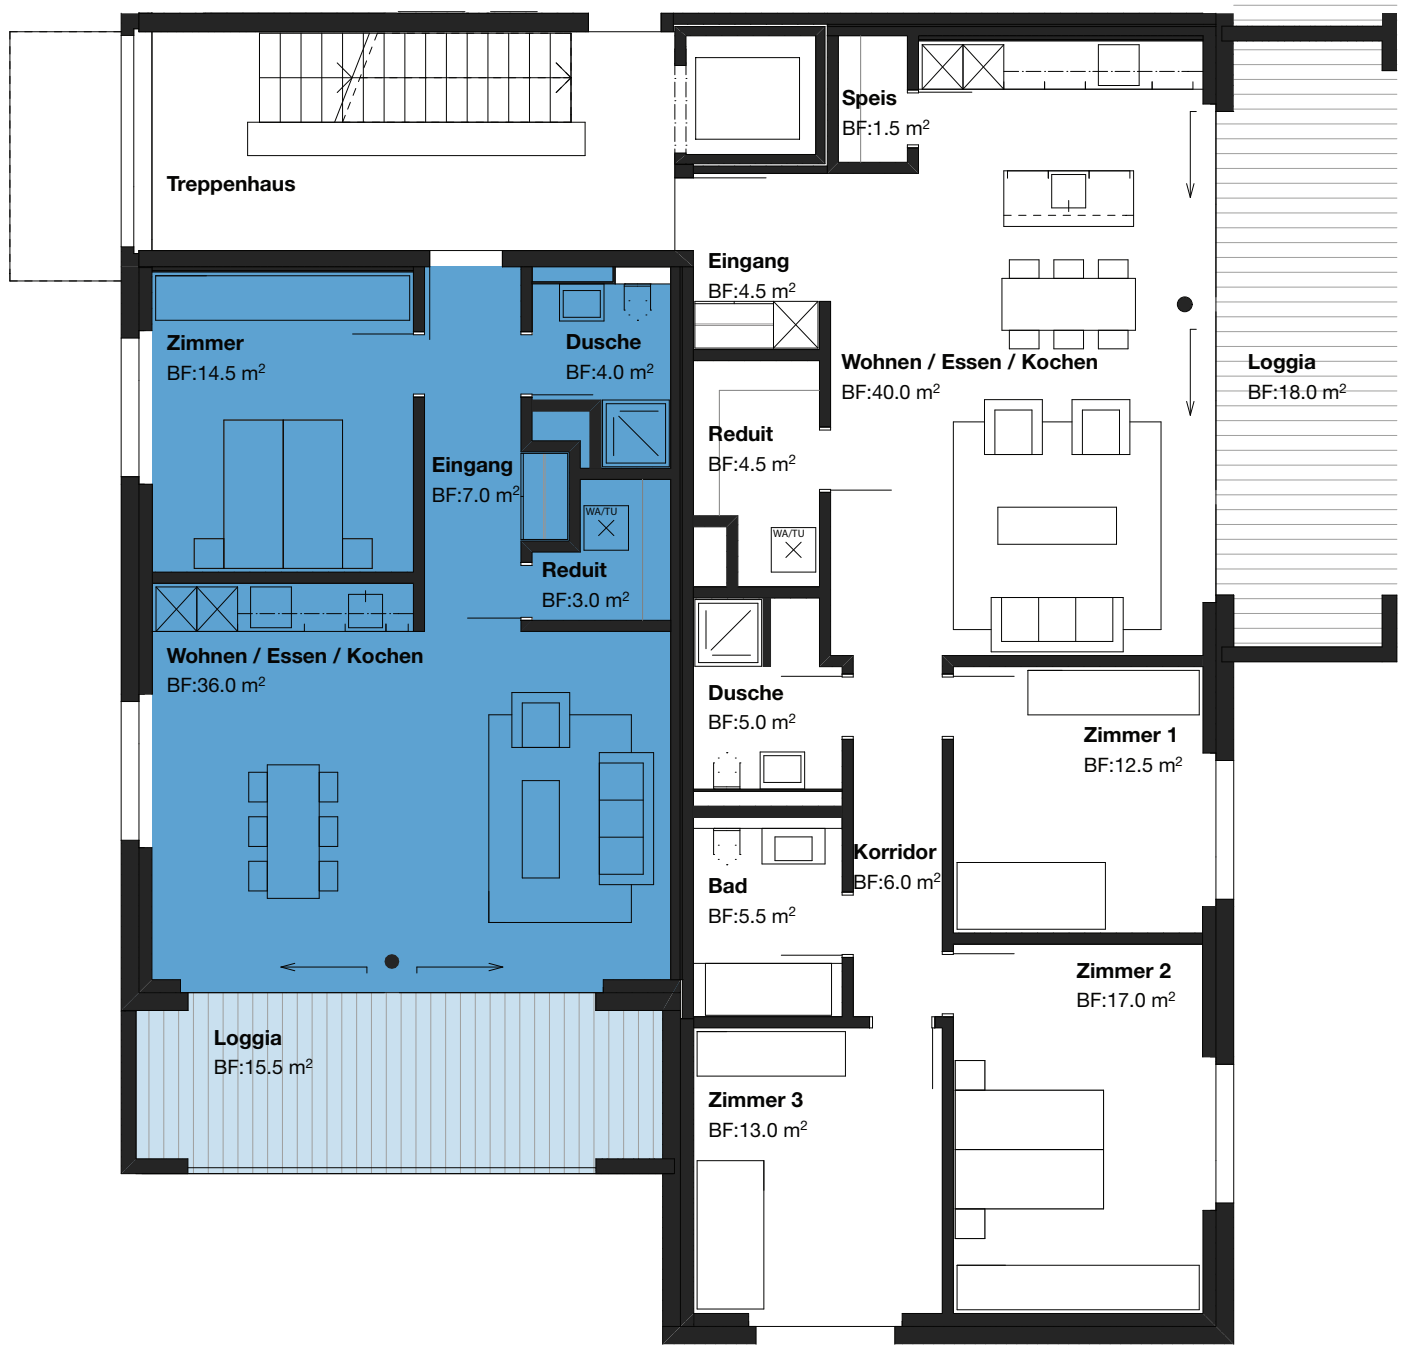 Treppenhaus
Speis
BF:1.5 m²
Eingang
BF:4.5 m²
Wohnen / Essen / Kochen
BF:40.0 m²
Loggia
BF:18.0 m²
Reduit
BF:4.5 m²
WA/TU
Zimmer
BF:14.5 m²
Dusche
BF:4.0 m²
Eingang
BF:7.0 m²
WA/TU
Reduit
BF:3.0 m²
Wohnen / Essen / Kochen
BF:36.0 m²
Loggia
BF:15.5 m²
Dusche
BF:5.0 m²
Zimmer 1
BF:12.5 m²
Korridor
BF:6.0 m²
Bad
BF:5.5 m²
Zimmer 2
BF:17.0 m²
Zimmer 3
BF:13.0 m²